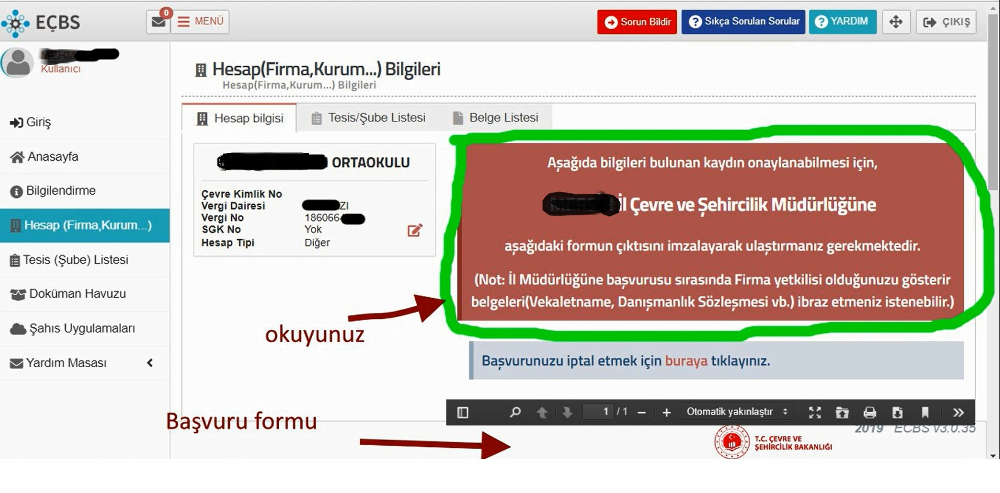 ECBS
0
MENÜ
Sorun Bildir
Sıkça Sorulan Sorular
YARDIM
ÇIKIŞ
Kullanıcı
Giriş
Anasayfa
Bilgilendirme
Hesap (Firma,Kurum...)
Tesis (Şube) Listesi
Doküman Havuzu
Şahıs Uygulamaları
Yardım Masası
Hesap(Firma,Kurum...) Bilgileri
Hesap(Firma,Kurum...) Bilgileri
Hesap bilgisi
Tesis/Şube Listesi
Belge Listesi
ORTAOKULU
Çevre Kimlik No
Vergi Dairesi ZI
Vergi No 186066
SGK No Yok
Hesap Tipi Diğer
Aşağıda bilgileri bulunan kaydın onaylanabilmesi için,
İl Çevre ve Şehircilik Müdürlüğüne
aşağıdaki formun çıktısını imzalayarak ulaştırmanız gerekmektedir.
(Not: İl Müdürlüğüne başvurusu sırasında Firma yetkilisi olduğunuzu gösterir
belgeleri(Vekaletname, Danışmanlık Sözleşmesi vb.) ibraz etmeniz istenebilir.)
okuyunuz
Başvurunuzu iptal etmek için buraya tıklayınız.
1 / 1
Otomatik yakınlaştır
Başvuru formu
2019 ECBS v3.0.35
T.C. ÇEVRE VE
ŞEHİRCİLİK BAKANLIĞI